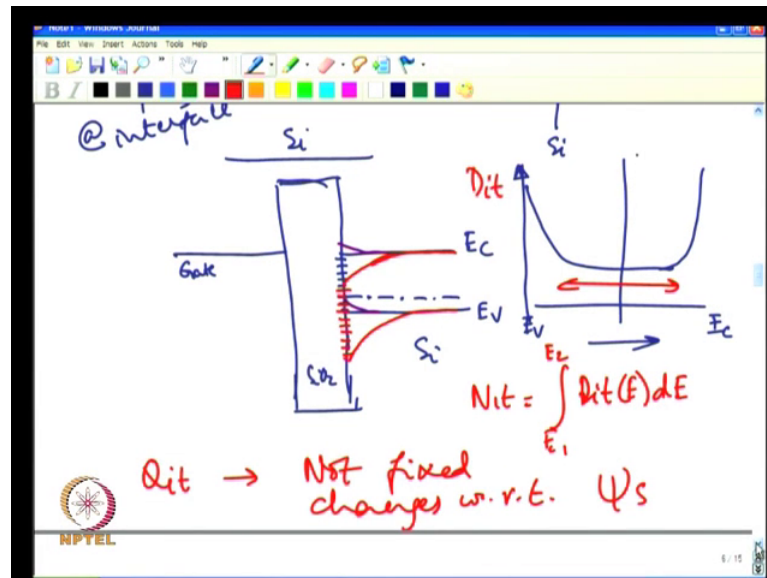 Note1 - Windows Journal
File Edit View Insert Actions Tools Help
B I
@ interface
Si
Si
Gate
SiO2
EC
EV
Si
Dit
EV
EC
Nit = ∫ Dit(E) dE
E2
E1
Qit → Not fixed
changes w.r.t. ψs
NPTEL
6 / 15